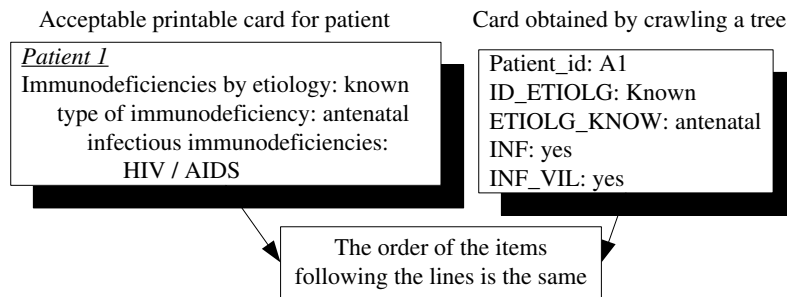 Acceptable printable card for patient
Patient 1
Immunodeficiencies by etiology: known
type of immunodeficiency: antenatal
infectious immunodeficiencies:
HIV / AIDS
Card obtained by crawling a tree
Patient_id: A1
ID_ETIOLG: Known
ETIOLG_KNOW: antenatal
INF: yes
INF_VIL: yes
The order of the items
following the lines is the same